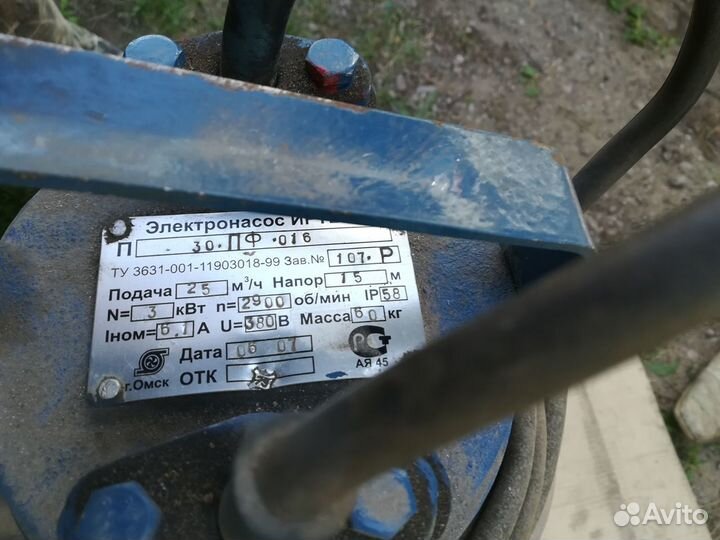 Электронасос
П 30.ПФ.016
ТУ 3631-001-11903018-99 Зав.№ 107. Р
Подача 25 м³/ч Напор 15 м
N= 3 кВт n= 2900 об/мин IP 58
Iном= 6.1 А U= 380 В Масса 60 кг
Дата 06 07
г.Омск ОТК
РСТ
АЯ 45
Avito